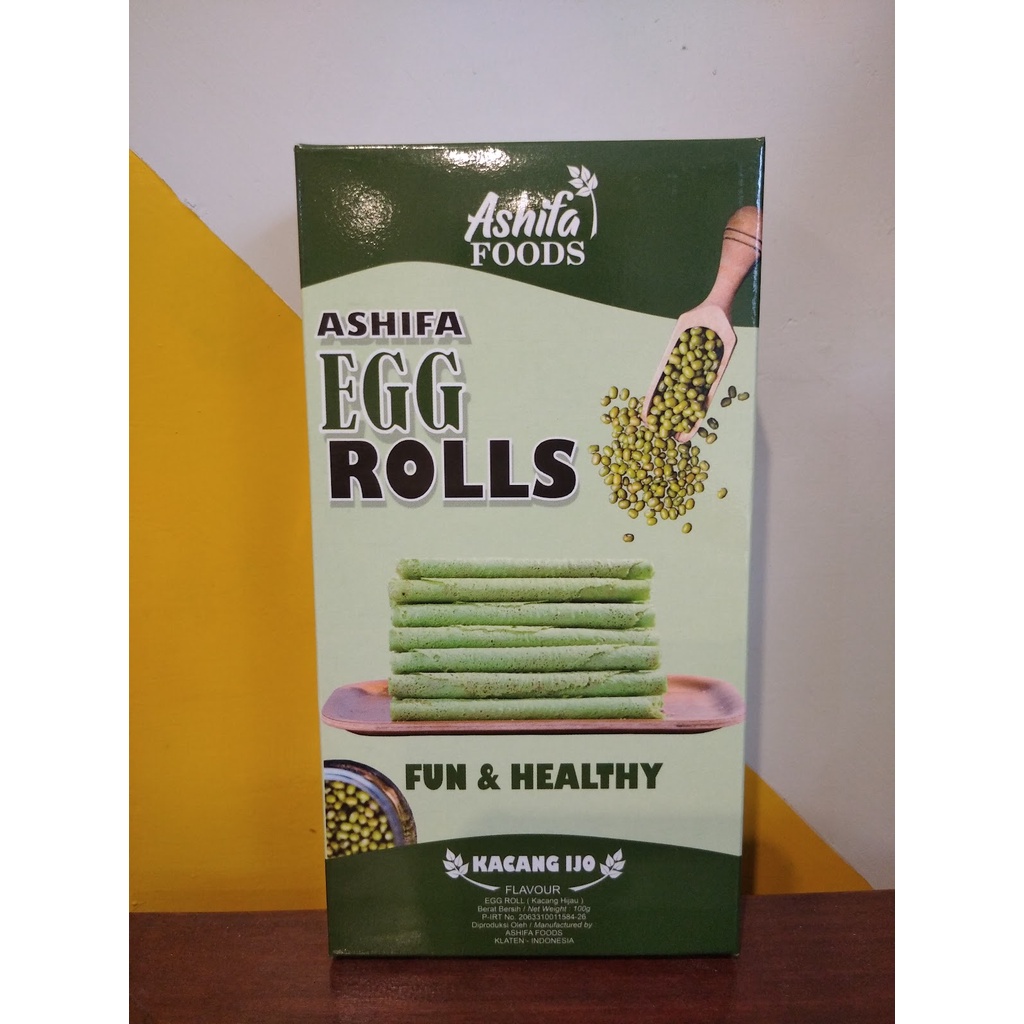 Ashifa
FOODS
ASHIFA
EGG
ROLLS
FUN & HEALTHY
KACANG IJO
FLAVOUR
EGG ROLL ( Kacang Hijau )
Berat Bersih / Net Weight : 100g
P-IRT No. 2063310011584-26
Diproduksi Oleh / Manufactured by
ASHIFA FOODS
KLATEN - INDONESIA